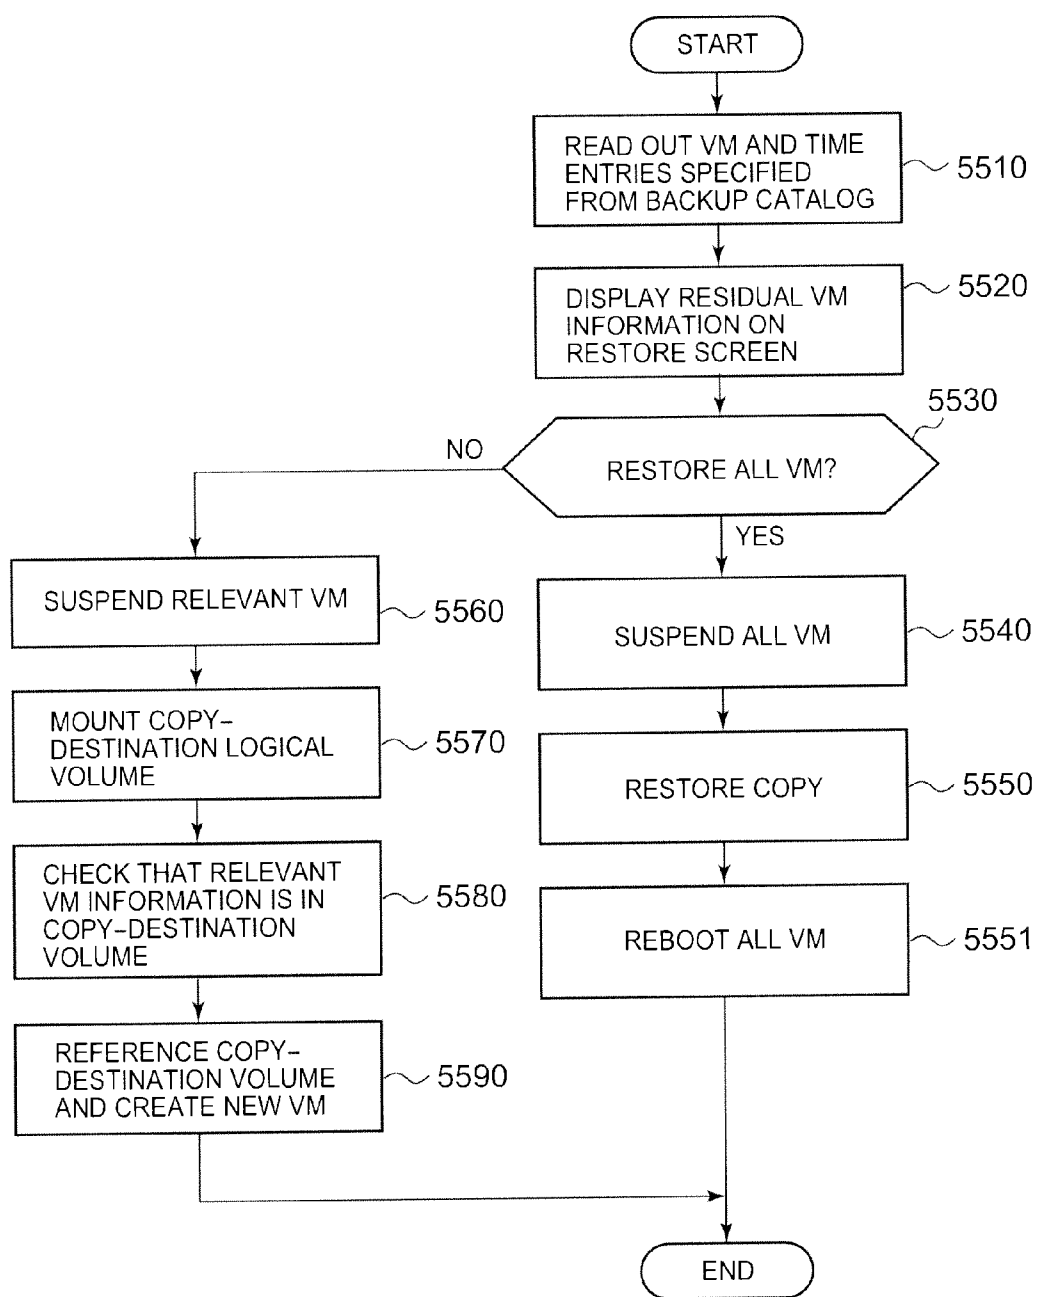 START
READ OUT VM AND TIME
ENTRIES SPECIFIED
FROM BACKUP CATALOG
5510
DISPLAY RESIDUAL VM
INFORMATION ON
RESTORE SCREEN
5520
RESTORE ALL VM?
5530
NO
YES
SUSPEND RELEVANT VM
5560
MOUNT COPY–
DESTINATION LOGICAL
VOLUME
5570
CHECK THAT RELEVANT
VM INFORMATION IS IN
COPY–DESTINATION
VOLUME
5580
REFERENCE COPY–
DESTINATION VOLUME
AND CREATE NEW VM
5590
SUSPEND ALL VM
5540
RESTORE COPY
5550
REBOOT ALL VM
5551
END